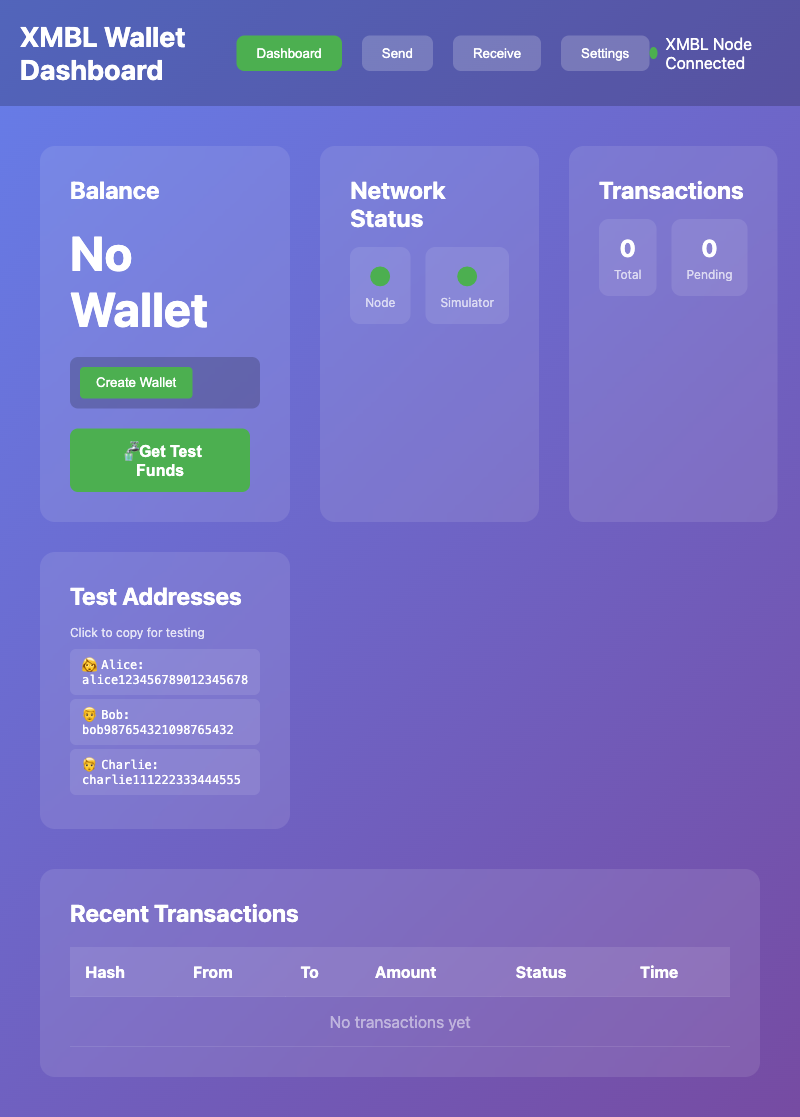 XMBL Wallet
Dashboard
Dashboard
Send
Receive
Settings
XMBL Node
Connected
Balance
No
Wallet
Create Wallet
Get Test
Funds
Network
Status
Node
Simulator
Transactions
0
Total
0
Pending
Test Addresses
Click to copy for testing
Alice:
alice123456789012345678
Bob:
bob987654321098765432
Charlie:
charlie111222333444555
Recent Transactions
Hash From To Amount Status Time
No transactions yet